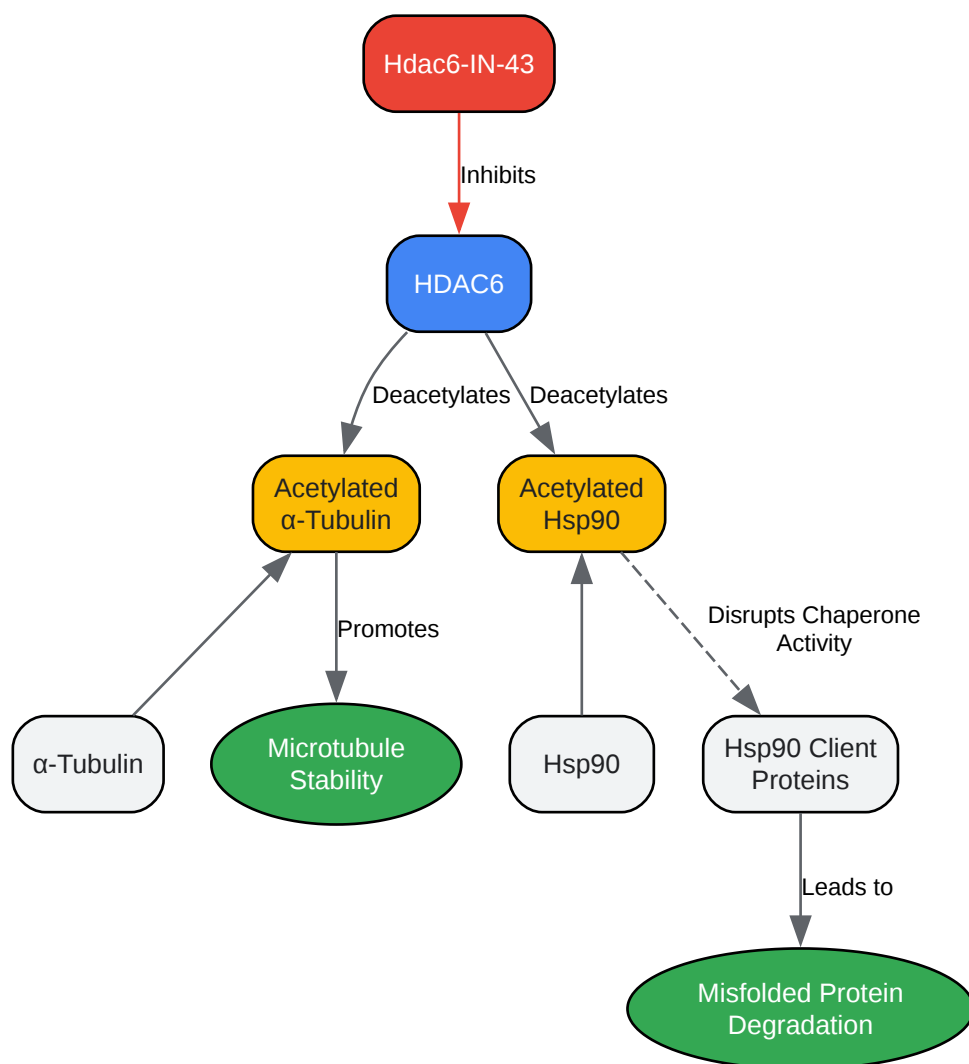 Hdac6-IN-43
Inhibits
HDAC6
Deacetylates
Deacetylates
Acetylated
α-Tubulin
Acetylated
Hsp90
Promotes
Disrupts Chaperone
Activity
α-Tubulin
Microtubule
Stability
Hsp90
Hsp90 Client
Proteins
Leads to
Misfolded Protein
Degradation